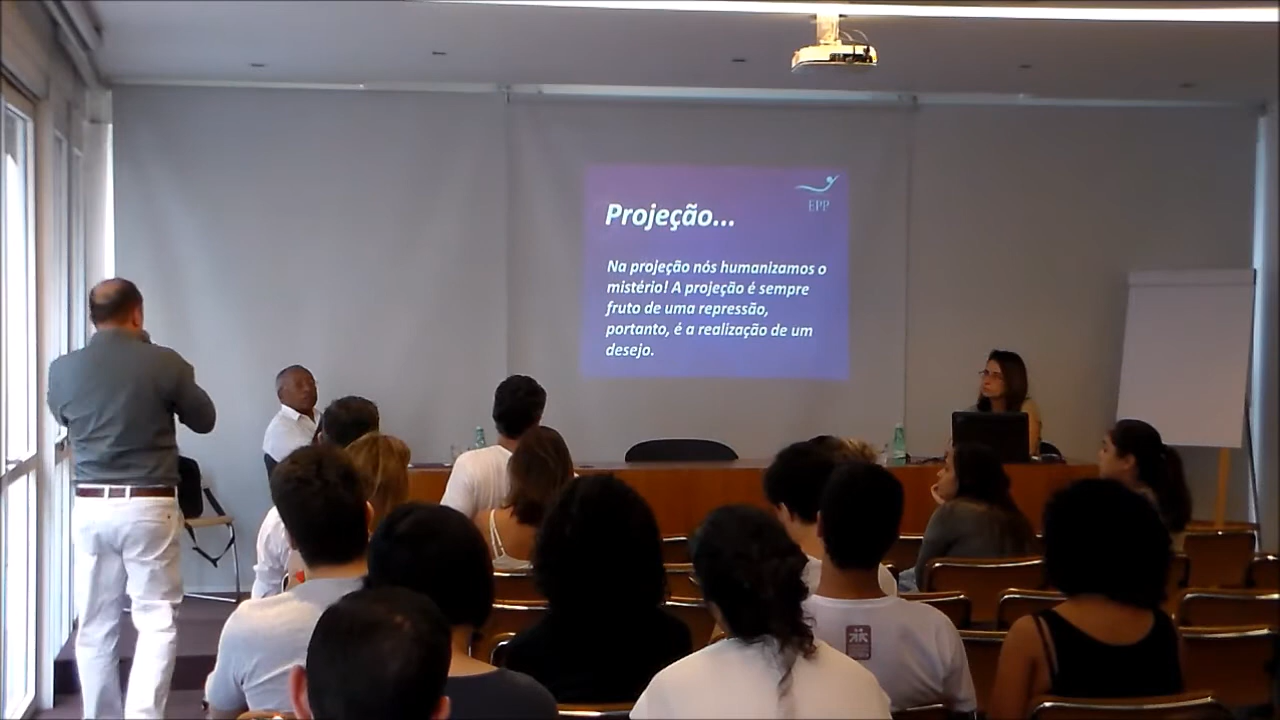 EPP
Projeção...
Na projeção nós humanizamos o
mistério! A projeção é sempre
fruto de uma repressão,
portanto, é a realização de um
desejo.